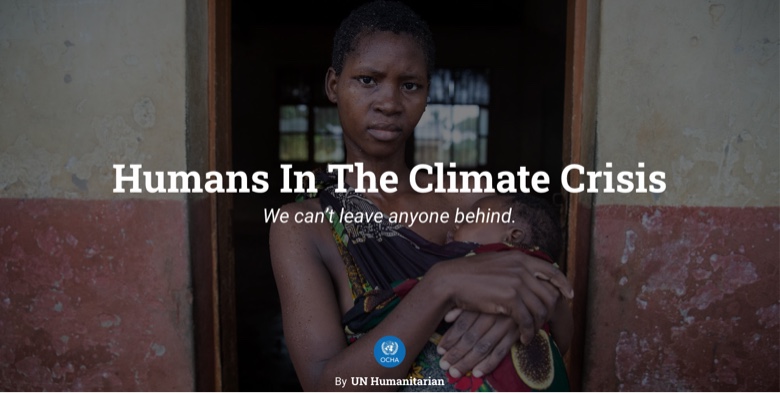 Humans In The Climate Crisis
We can't leave anyone behind.
OCHA
By UN Humanitarian